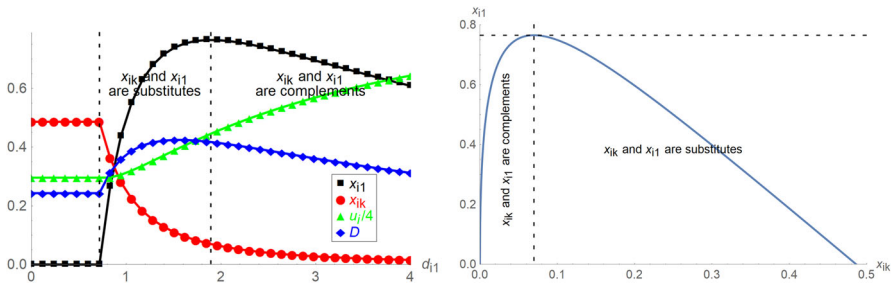 x_ik and x_i1
are substitutes
x_ik and x_i1
are complements
0.6
0.4
0.2
0.0
0
1
2
3
4
d_i1
x_i1
x_ik
u_i/4
D
x_i1
0.8
0.6
0.4
0.2
0.0
0.0
0.1
0.2
0.3
0.4
0.5
x_ik
x_ik and x_i1 are complements
x_ik and x_i1 are substitutes